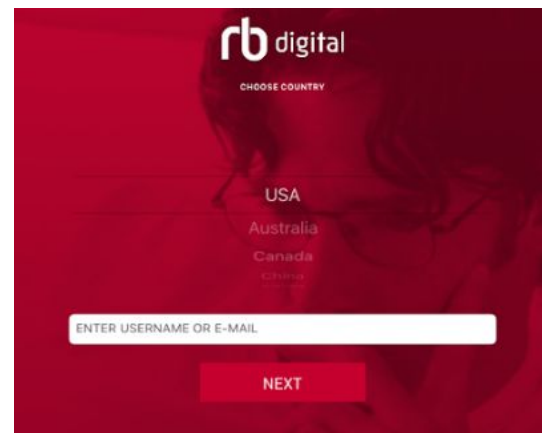 rb digital
CHOOSE COUNTRY
USA
Australia
Canada
China
ENTER USERNAME OR E-MAIL
NEXT